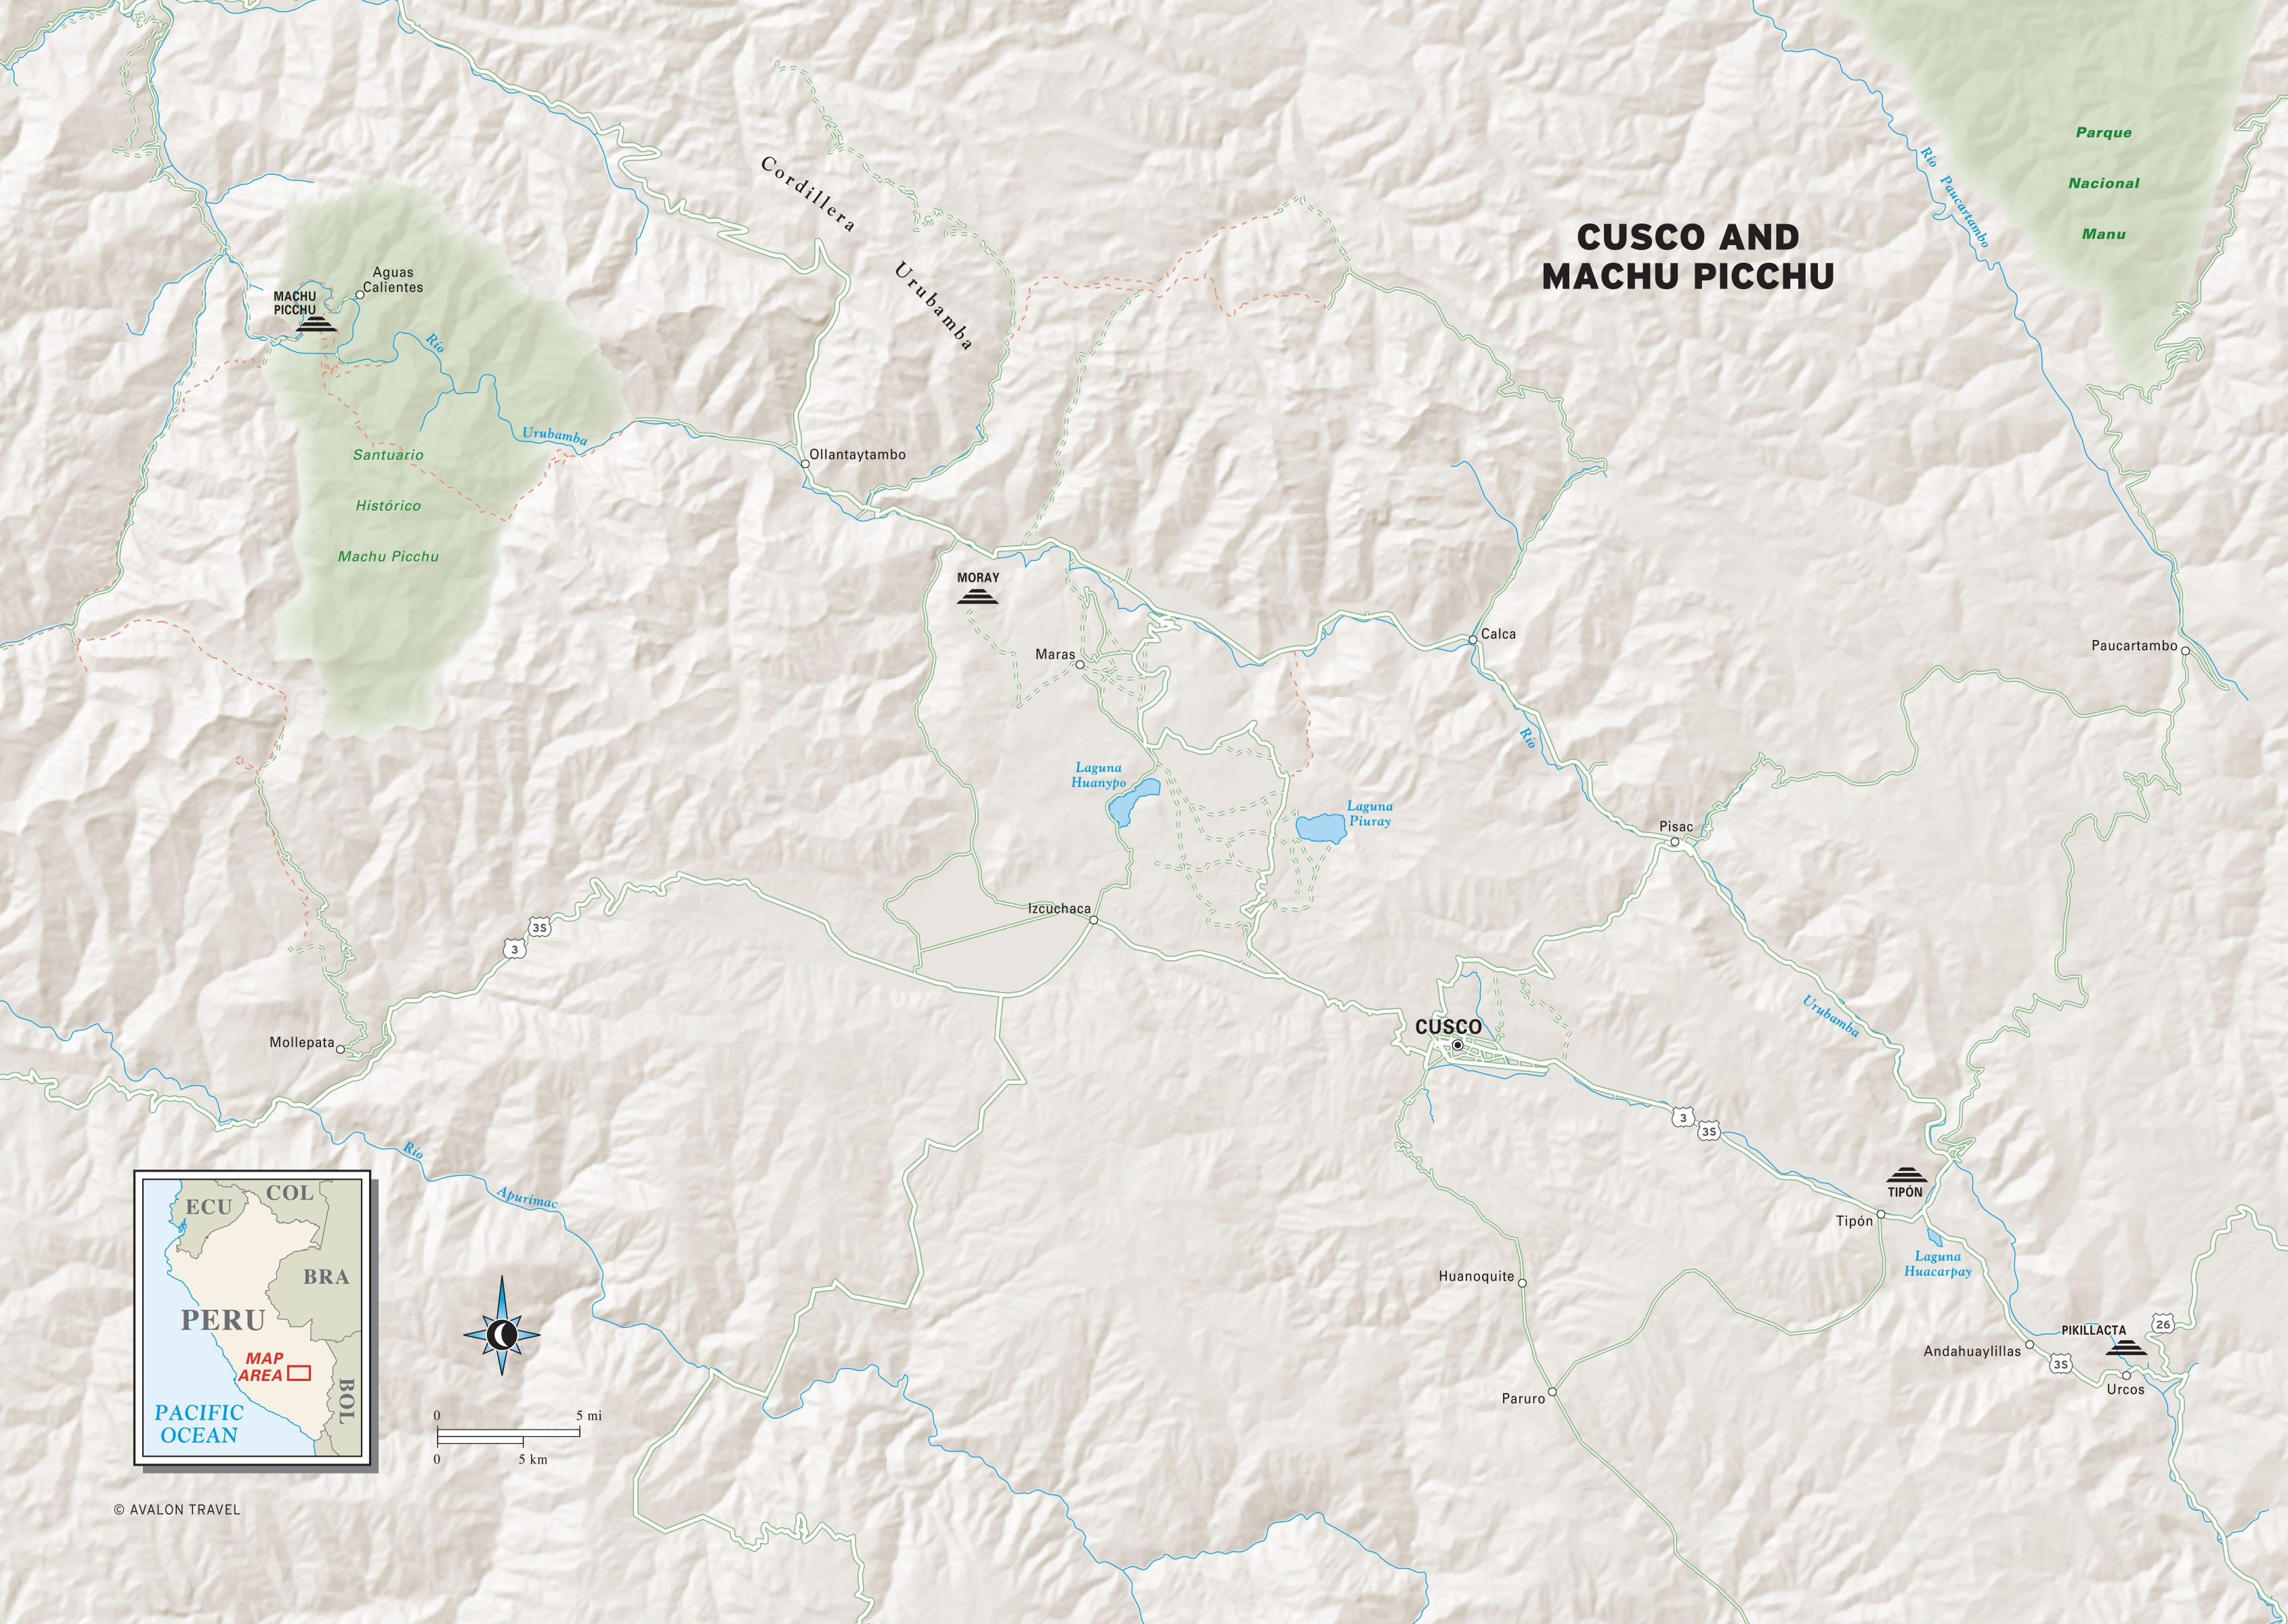 CUSCO AND
MACHU PICCHU
Parque
Nacional
Manu
Río
Paucartambo
Cordillera
Urubamba
Aguas
Calientes
MACHU
PICCHU
Río
Urubamba
Santuario
Histórico
Machu Picchu
Ollantaytambo
MORAY
Maras
Calca
Paucartambo
Río
Laguna
Huanypo
Laguna
Piuray
Pisac
Izcuchaca
3S
3
Urubamba
Mollepata
CUSCO
3
3S
Río
Apurimac
TIPÓN
Tipón
Laguna
Huacarpay
Huanoquite
PIKILLACTA
26
Andahuaylillas
3S
Urcos
Paruro
ECU
COL
BRA
PERU
MAP
AREA
BOL
PACIFIC
OCEAN
0 5 mi
0 5 km
© AVALON TRAVEL